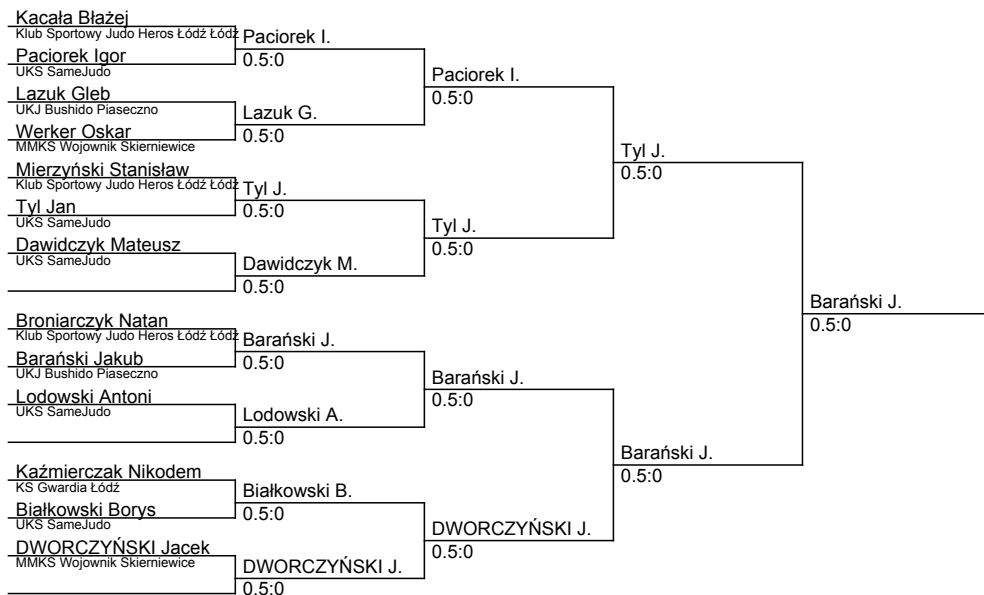 Kacała Błażej
Klub Sportowy Judo Heros Łódź Łódź
Paciorek I.
Paciorek Igor
UKS SameJudo
0.5:0
Paciorek I.
Lazuk Gleb
UKJ Bushido Piaseczno
0.5:0
Lazuk G.
Werker Oskar
MMKS Wojownik Skierniewice
0.5:0
Tyl J.
Mierzyński Stanisław
Klub Sportowy Judo Heros Łódź Łódź
0.5:0
Tyl J.
Tyl Jan
UKS SameJudo
0.5:0
Tyl J.
Dawidczyk Mateusz
UKS SameJudo
0.5:0
Dawidczyk M.
0.5:0
Barański J.
Broniarczyk Natan
Klub Sportowy Judo Heros Łódź Łódź
0.5:0
Barański J.
Barański Jakub
UKJ Bushido Piaseczno
0.5:0
Barański J.
Lodowski Antoni
UKS SameJudo
0.5:0
Lodowski A.
0.5:0
Barański J.
Kaźmierczak Nikodem
KS Gwardia Łódź
0.5:0
Białkowski B.
Białkowski Borys
UKS SameJudo
0.5:0
DWORCZYŃSKI J.
DWORCZYŃSKI Jacek
MMKS Wojownik Skierniewice
0.5:0
DWORCZYŃSKI J.
0.5:0